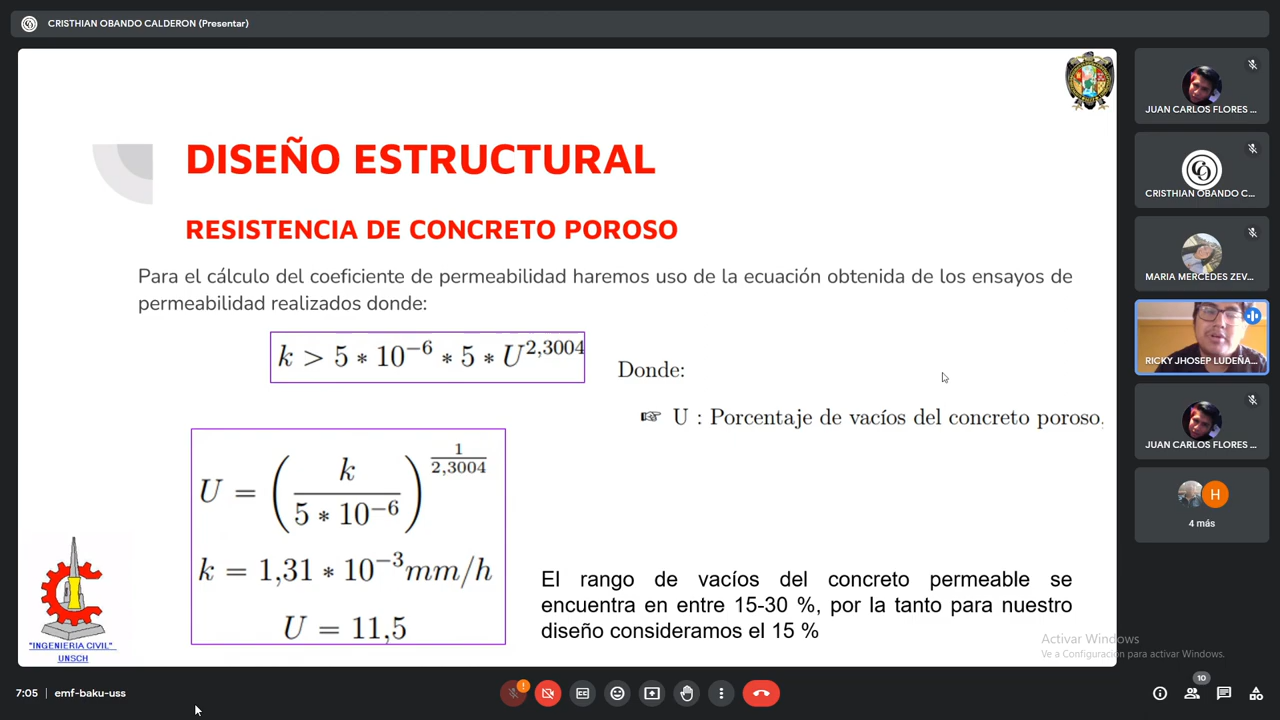 CRISTHIAN OBANDO CALDERON (Presentar)
DISEÑO ESTRUCTURAL
RESISTENCIA DE CONCRETO POROSO
Para el cálculo del coeficiente de permeabilidad haremos uso de la ecuación obtenida de los ensayos de
permeabilidad realizados donde:
k > 5 ∗ 10^{−6} ∗ 5 ∗ U^{2,3004}
Donde:
☞ U : Porcentaje de vacíos del concreto poroso.
U = (k / 5 ∗ 10^{−6})^{1/2,3004}
k = 1,31 ∗ 10^{−3}mm/h
U = 11,5
El rango de vacíos del concreto permeable se
encuentra en entre 15-30 %, por la tanto para nuestro
diseño consideramos el 15 %
"INGENIERIA CIVIL"
UNSCH
Activar Windows
Ve a Configuración para activar Windows.
JUAN CARLOS FLORES ...
CRISTHIAN OBANDO C...
MARIA MERCEDES ZEV...
RICKY JHOSEP LUDEÑA...
JUAN CARLOS FLORES ...
H
4 más
7:05 | emf-baku-uss
10